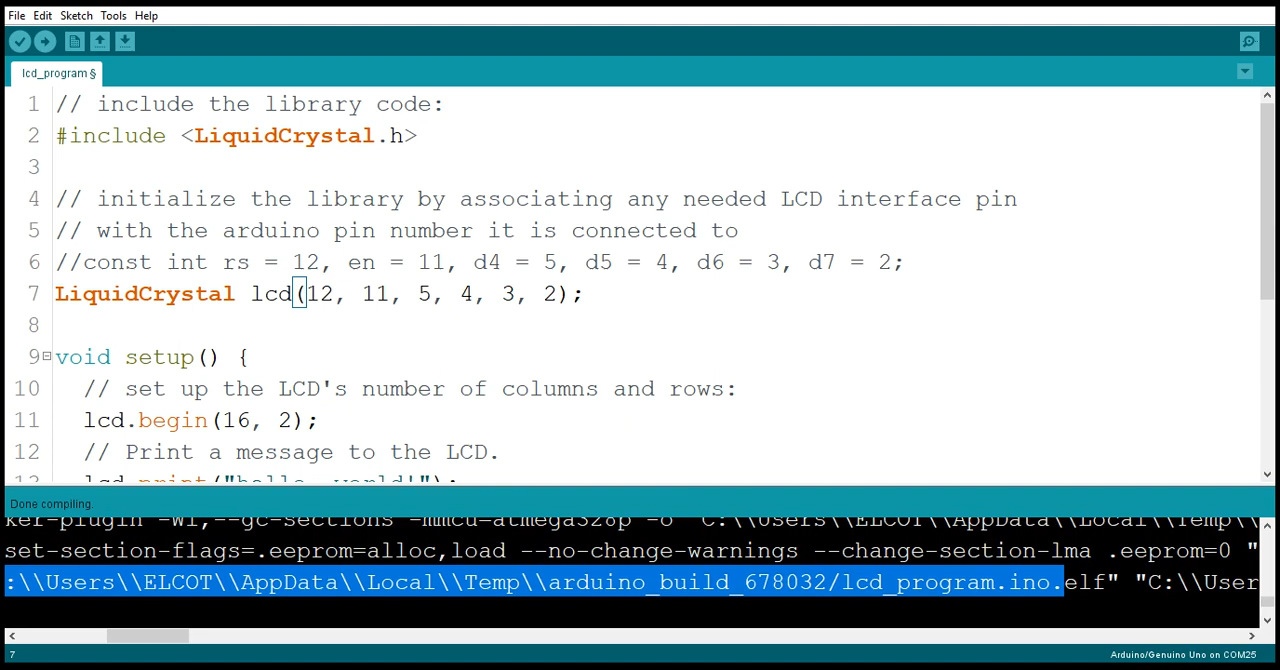 File Edit Sketch Tools Help
lcd_program §
1 // include the library code:
2 #include <LiquidCrystal.h>
3
4 // initialize the library by associating any needed LCD interface pin
5 // with the arduino pin number it is connected to
6 //const int rs = 12, en = 11, d4 = 5, d5 = 4, d6 = 3, d7 = 2;
7 LiquidCrystal lcd(12, 11, 5, 4, 3, 2);
8
9 void setup() {
10 // set up the LCD's number of columns and rows:
11 lcd.begin(16, 2);
12 // Print a message to the LCD.
13 lcd.print("hello, world!");
Done compiling.
ker-plugin -Wl,--gc-sections -mmcu=atmega328p -o "C:\\Users\\ELCOT\\AppData\\Local\\Temp\\
set-section-flags=.eeprom=alloc,load --no-change-warnings --change-section-lma .eeprom=0 "
:\\Users\\ELCOT\\AppData\\Local\\Temp\\arduino_build_678032/lcd_program.ino.elf" "C:\\User
7 Arduino/Genuino Uno on COM25